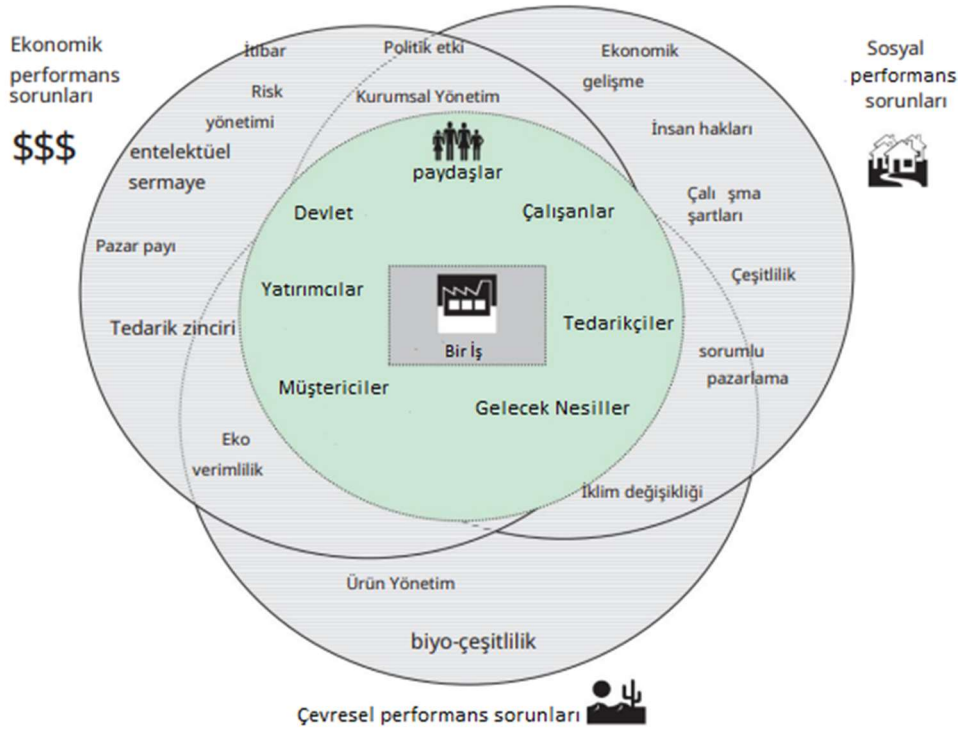 Ekonomik
performans
sorunları
$$$
İtibar
Risk
yönetimi
entelektüel
sermaye
Pazar payı
Tedarik zinciri
Eko
verimlilik
Politik etki
Kurumsal Yönetim
Ekonomik
gelişme
İnsan hakları
Çalı şma
şartları
Çeşitlilik
sorumlu
pazarlama
İklim değişikliği
Sosyal
performans
sorunları
paydaşlar
Devlet
Çalışanlar
Yatırımcılar
Bir İş
Tedarikçiler
Müştericiler
Gelecek Nesiller
Ürün Yönetim
biyo-çeşitlilik
Çevresel performans sorunları